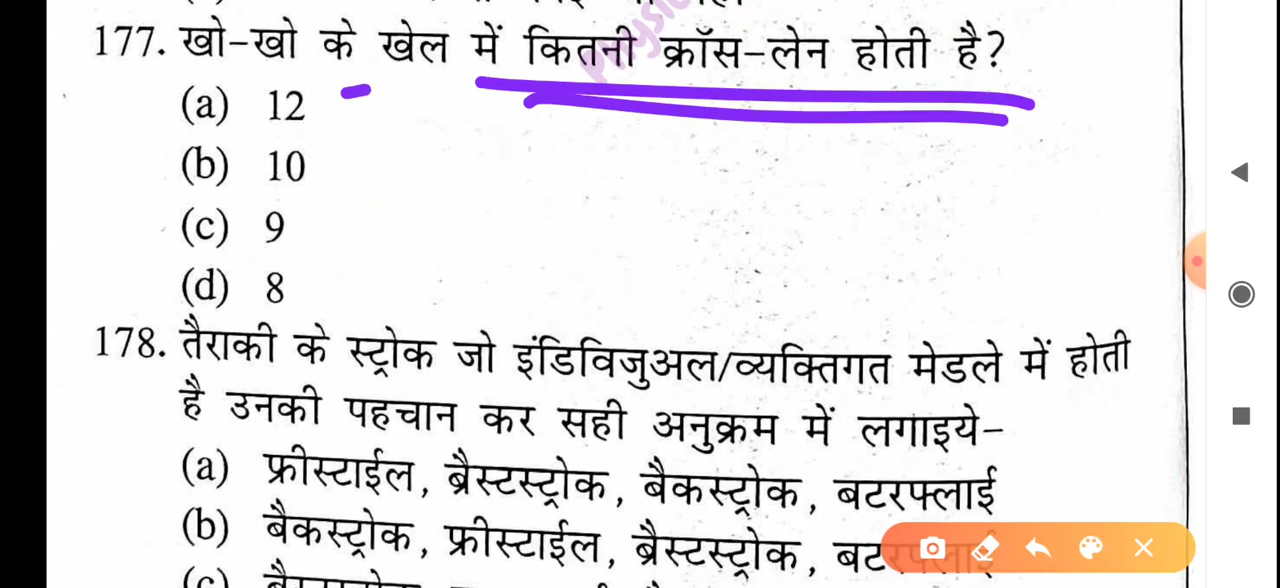 177. खो-खो के खेल में कितनी क्रॉस-लेन होती है?
(a) 12
(b) 10
(c) 9
(d) 8
178. तैराकी के स्ट्रोक जो इंडिविजुअल/व्यक्तिगत मेडले में होती
है उनकी पहचान कर सही अनुक्रम में लगाइये-
(a) फ्रीस्टाईल, ब्रैस्टस्ट्रोक, बैकस्ट्रोक, बटरफ्लाई
(b) बैकस्ट्रोक, फ्रीस्टाईल, ब्रैस्टस्ट्रोक, बटरफ्लाई